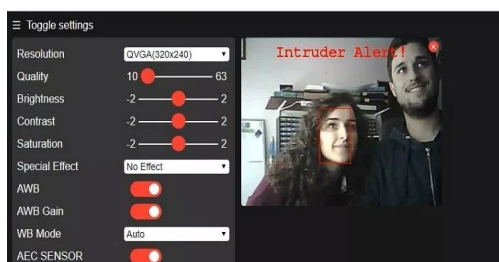 ☰ Toggle settings
Resolution QVGA(320x240)
Quality 10 63
Brightness -2 2
Contrast -2 2
Saturation -2 2
Special Effect No Effect
AWB
AWB Gain
WB Mode Auto
AEC SENSOR
Intruder Alert!